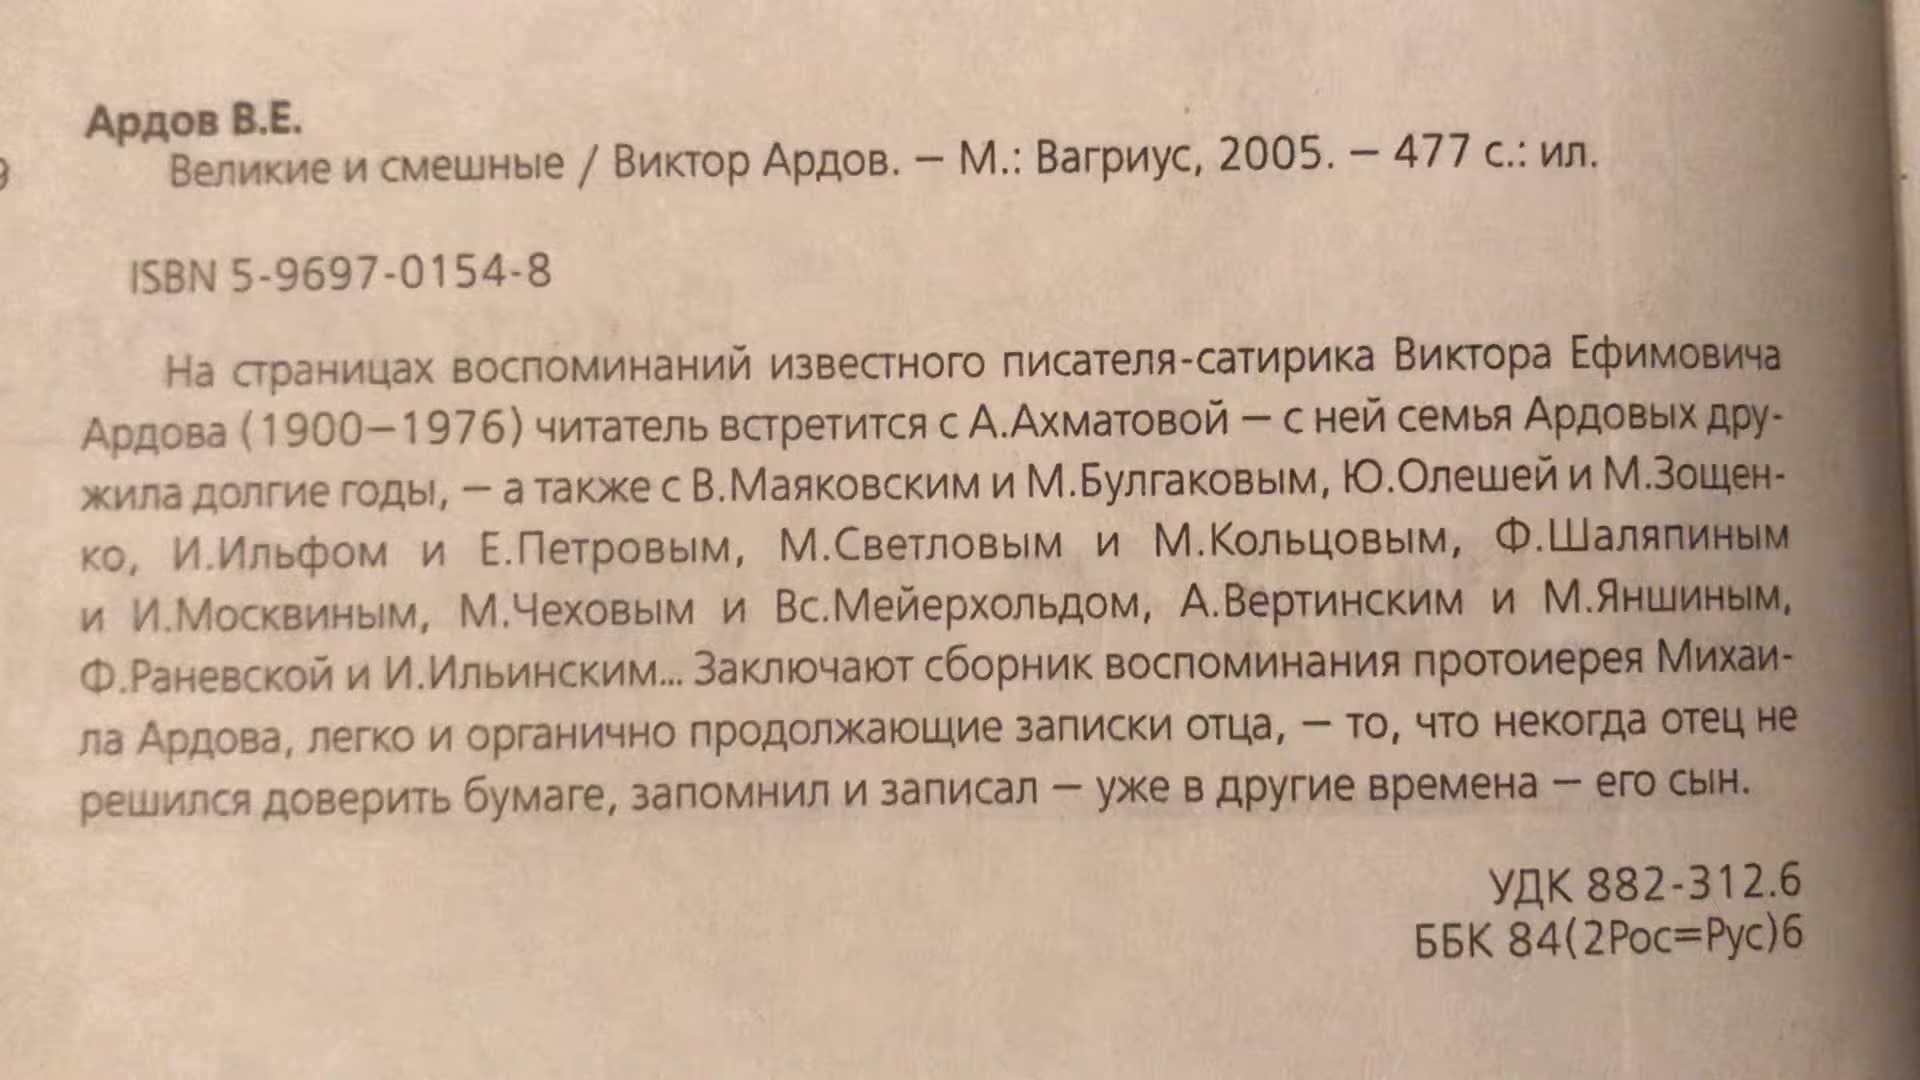 Ардов В.Е.
Великие и смешные / Виктор Ардов. — М.: Вагриус, 2005. — 477 с.: ил.
ISBN 5-9697-0154-8
На страницах воспоминаний известного писателя-сатирика Виктора Ефимовича
Ардова (1900—1976) читатель встретится с А.Ахматовой — с ней семья Ардовых дру-
жила долгие годы, — а также с В.Маяковским и М.Булгаковым, Ю.Олешей и М.Зощен-
ко, И.Ильфом и Е.Петровым, М.Светловым и М.Кольцовым, Ф.Шаляпиным
и И.Москвиным, М.Чеховым и Вс.Мейерхольдом, А.Вертинским и М.Яншиным,
Ф.Раневской и И.Ильинским... Заключают сборник воспоминания протоиерея Михаи-
ла Ардова, легко и органично продолжающие записки отца, — то, что некогда отец не
решился доверить бумаге, запомнил и записал — уже в другие времена — его сын.
УДК 882-312.6
ББК 84(2Рос=Рус)6